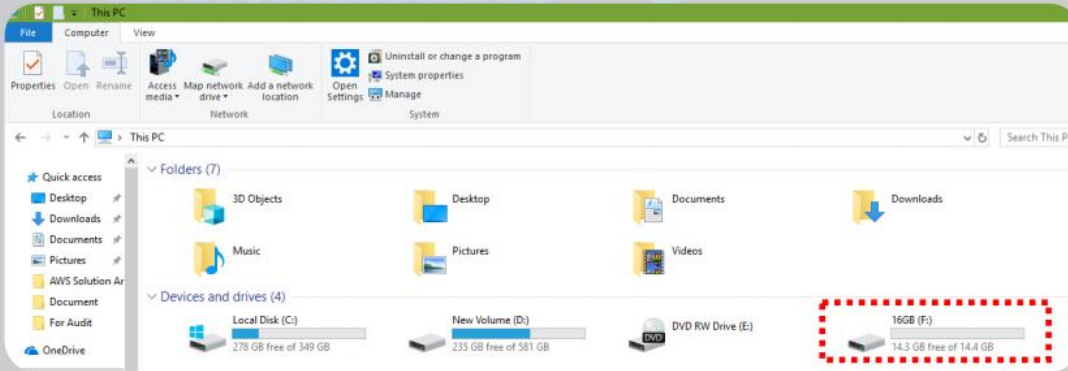 This PC
File Computer View
Properties Open Rename
Access media Map network drive Add a network location
Open Settings
Uninstall or change a program
System properties
Manage
Location Network System
This PC
Search This P
Quick access
Desktop
Downloads
Documents
Pictures
AWS Solution Ar
Document
For Audit
OneDrive
Folders (7)
3D Objects Desktop Documents Downloads
Music Pictures Videos
Devices and drives (4)
Local Disk (C:)
278 GB free of 349 GB
New Volume (D:)
235 GB free of 581 GB
DVD RW Drive (E:)
DVD
16GB (F:)
14.3 GB free of 14.4 GB